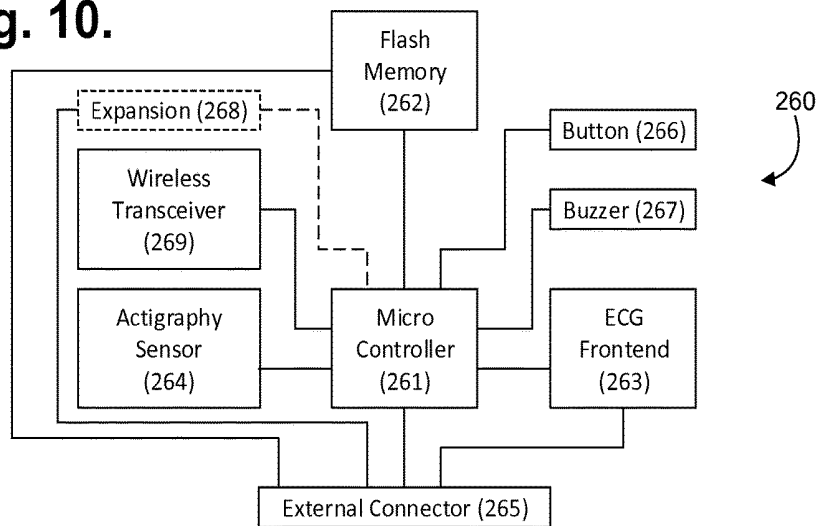 g. 10.
Flash
Memory
(262)
Expansion (268)
260
Button (266)
Wireless
Transceiver
(269)
Buzzer (267)
Actigraphy
Sensor
(264)
Micro
Controller
(261)
ECG
Frontend
(263)
External Connector (265)